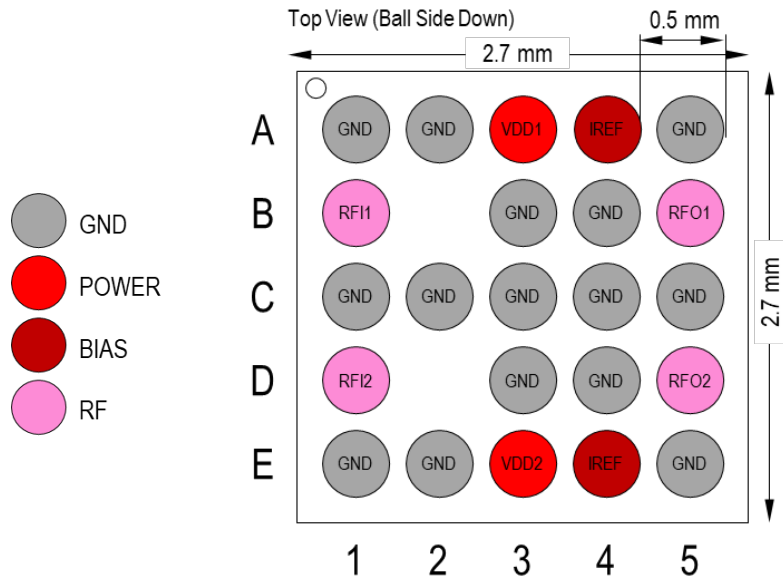 Top View (Ball Side Down) 0.5 mm
2.7 mm
A GND GND VDD1 IREF GND
B RFI1 GND GND RFO1
C GND GND GND GND GND
D RFI2 GND GND RFO2
E GND GND VDD2 IREF GND
1 2 3 4 5
2.7 mm
GND
POWER
BIAS
RF